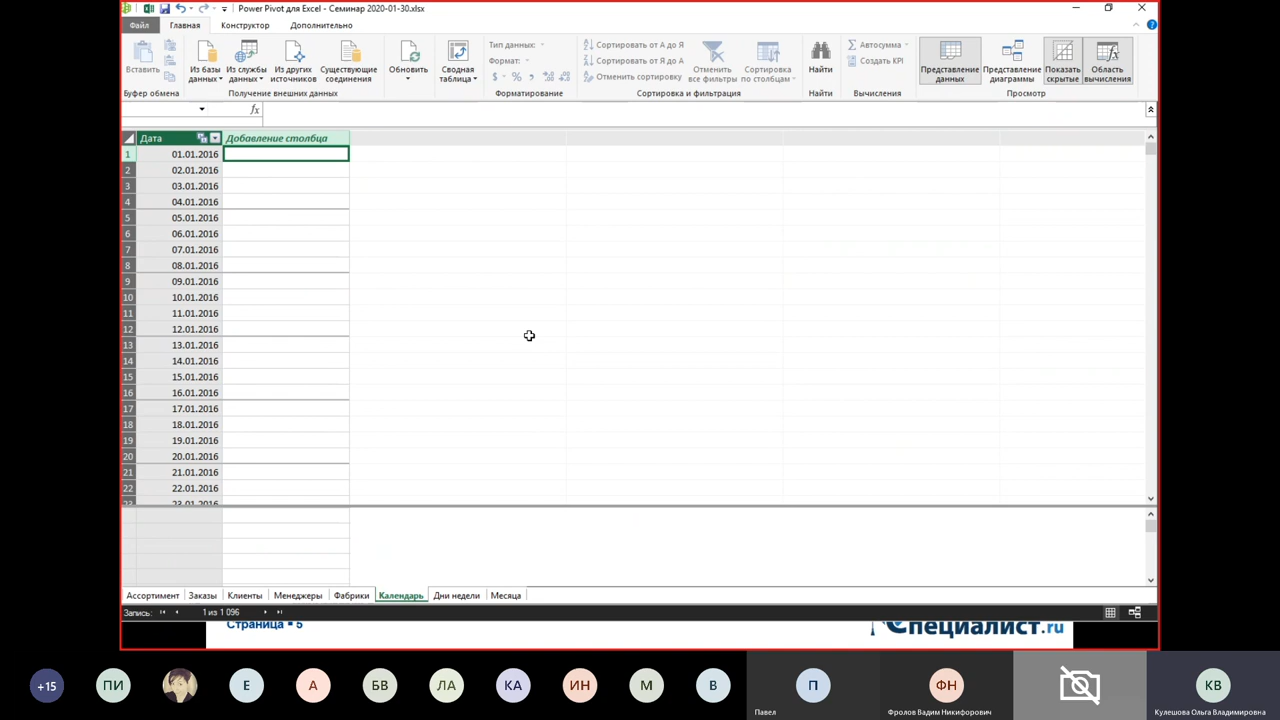 Power Pivot для Excel - Семинар 2020-01-30.xlsx
Файл Главная Конструктор Дополнительно
Вставить
Буфер обмена
Из базы данных
Из службы данных
Из других источников
Существующие соединения
Получение внешних данных
Обновить
Сводная таблица
Тип данных:
Формат:
$ % ,
Форматирование
Сортировать от А до Я
Сортировать от Я до А
Отменить сортировку
Отменить все фильтры
Сортировка по столбцам
Сортировка и фильтрация
Найти
Найти
Автосумма
Создать KPI
Вычисления
Представление данных
Представление диаграммы
Показать скрытые
Область вычисления
Просмотр
fx
Дата Добавление столбца
1 01.01.2016
2 02.01.2016
3 03.01.2016
4 04.01.2016
5 05.01.2016
6 06.01.2016
7 07.01.2016
8 08.01.2016
9 09.01.2016
10 10.01.2016
11 11.01.2016
12 12.01.2016
13 13.01.2016
14 14.01.2016
15 15.01.2016
16 16.01.2016
17 17.01.2016
18 18.01.2016
19 19.01.2016
20 20.01.2016
21 21.01.2016
22 22.01.2016
23 23.01.2016
Ассортимент Заказы Клиенты Менеджеры Фабрики Календарь Дни недели Месяца
Запись: 1 из 1 096
Страница ▪ 5
Специалист.ru
+15 ПИ Е А БВ ЛА КА ИН М В П ФН КВ
Павел Фролов Вадим Никифорович Кулешова Ольга Владимировна